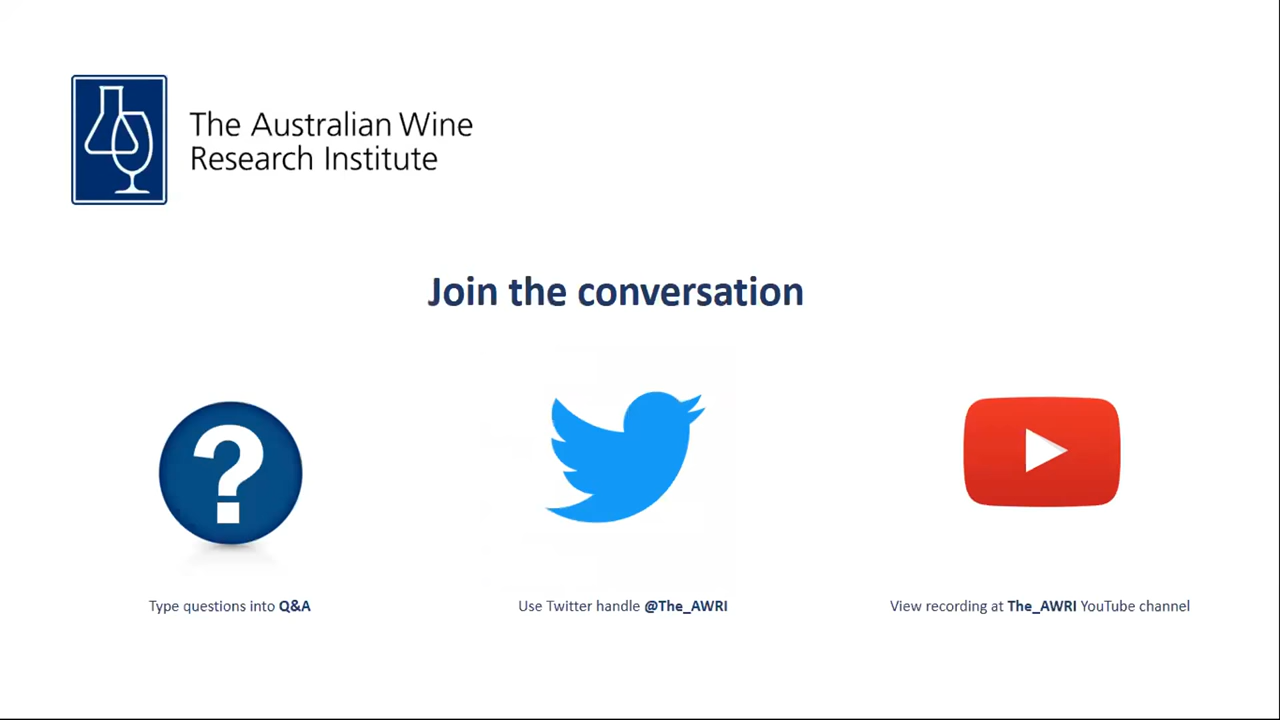 The Australian Wine
Research Institute
Join the conversation
?
Type questions into Q&A
Use Twitter handle @The_AWRI
View recording at The_AWRI YouTube channel